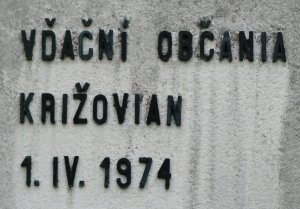 VĎAČNÍ OBČANIA
KRIŽOVIAN
1. IV. 1974